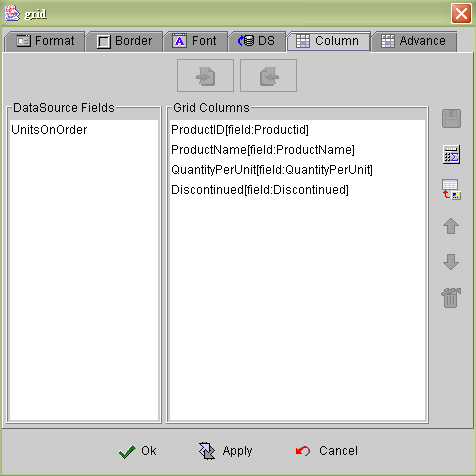 grid
Format Border Font DS Column Advance
DataSource Fields Grid Columns
UnitsOnOrder
ProductID[field:Productid]
ProductName[field:ProductName]
QuantityPerUnit[field:QuantityPerUnit]
Discontinued[field:Discontinued]
Ok Apply Cancel